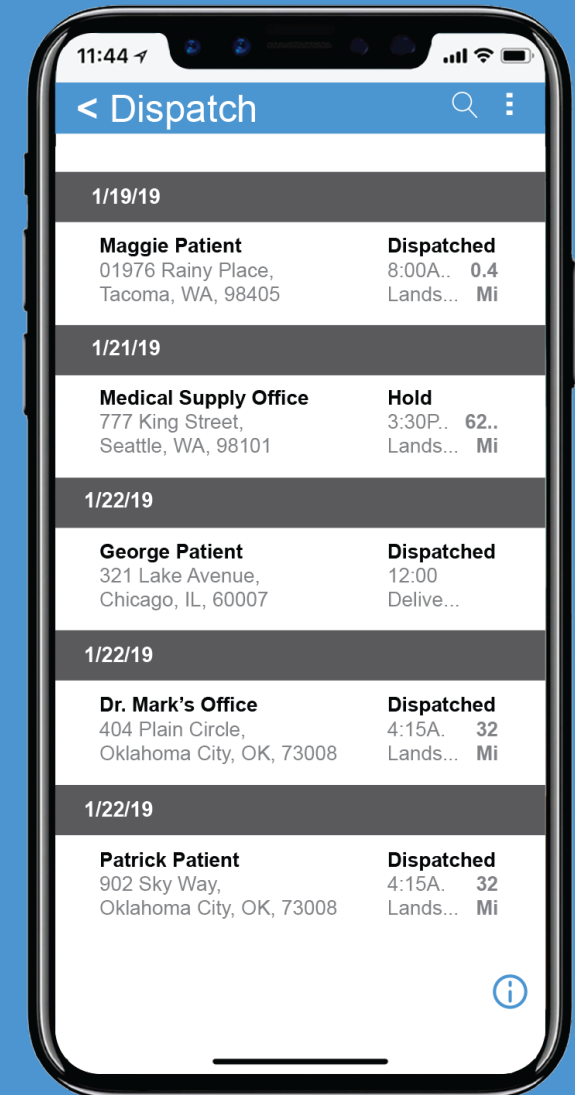 11:44
< Dispatch
1/19/19
Maggie Patient Dispatched
01976 Rainy Place, 8:00A.. 0.4
Tacoma, WA, 98405 Lands... Mi
1/21/19
Medical Supply Office Hold
777 King Street, 3:30P.. 62..
Seattle, WA, 98101 Lands... Mi
1/22/19
George Patient Dispatched
321 Lake Avenue, 12:00
Chicago, IL, 60007 Delive...
1/22/19
Dr. Mark's Office Dispatched
404 Plain Circle, 4:15A. 32
Oklahoma City, OK, 73008 Lands... Mi
1/22/19
Patrick Patient Dispatched
902 Sky Way, 4:15A. 32
Oklahoma City, OK, 73008 Lands... Mi